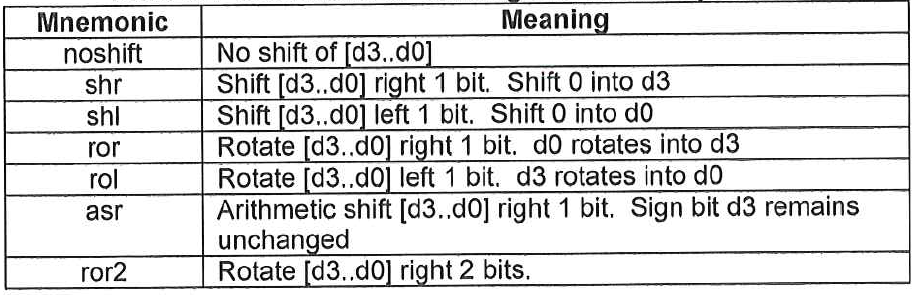 Mnemonic Meaning
noshift No shift of [d3..d0]
shr Shift [d3..d0] right 1 bit. Shift 0 into d3
shl Shift [d3..d0] left 1 bit. Shift 0 into d0
ror Rotate [d3..d0] right 1 bit. d0 rotates into d3
rol Rotate [d3..d0] left 1 bit. d3 rotates into d0
asr Arithmetic shift [d3..d0] right 1 bit. Sign bit d3 remains
unchanged
ror2 Rotate [d3..d0] right 2 bits.